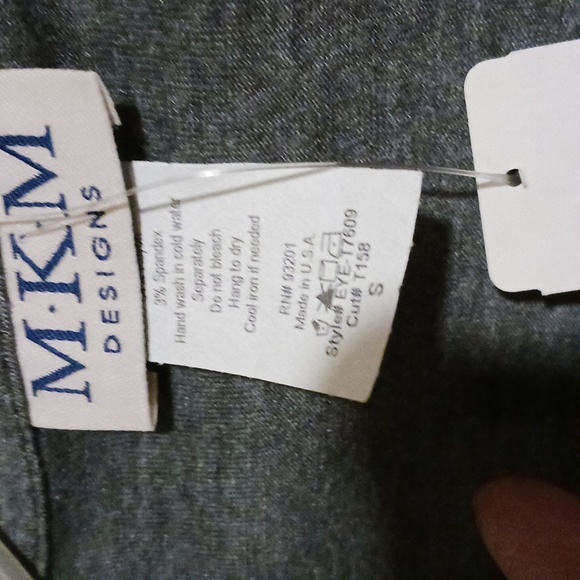 M·K·M
DESIGNS
3% Spandex
Hand wash in cold water
Separately
Do not bleach
Hang to dry
Cool iron if needed
RN# 93201
Made in U.S.A.
Style# EYE-T7609
Cut# T158
S